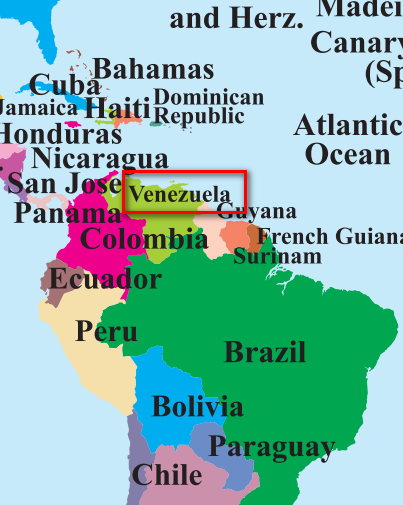 and Herz.
Madei
Canary
(Sp
Bahamas
Cuba
Jamaica
Haiti
Dominican
Republic
Honduras
Atlantic
Ocean
Nicaragua
San Jose
Venezuela
Panama
Guyana
Colombia
French Guiana
Surinam
Ecuador
Peru
Brazil
Bolivia
Paraguay
Chile